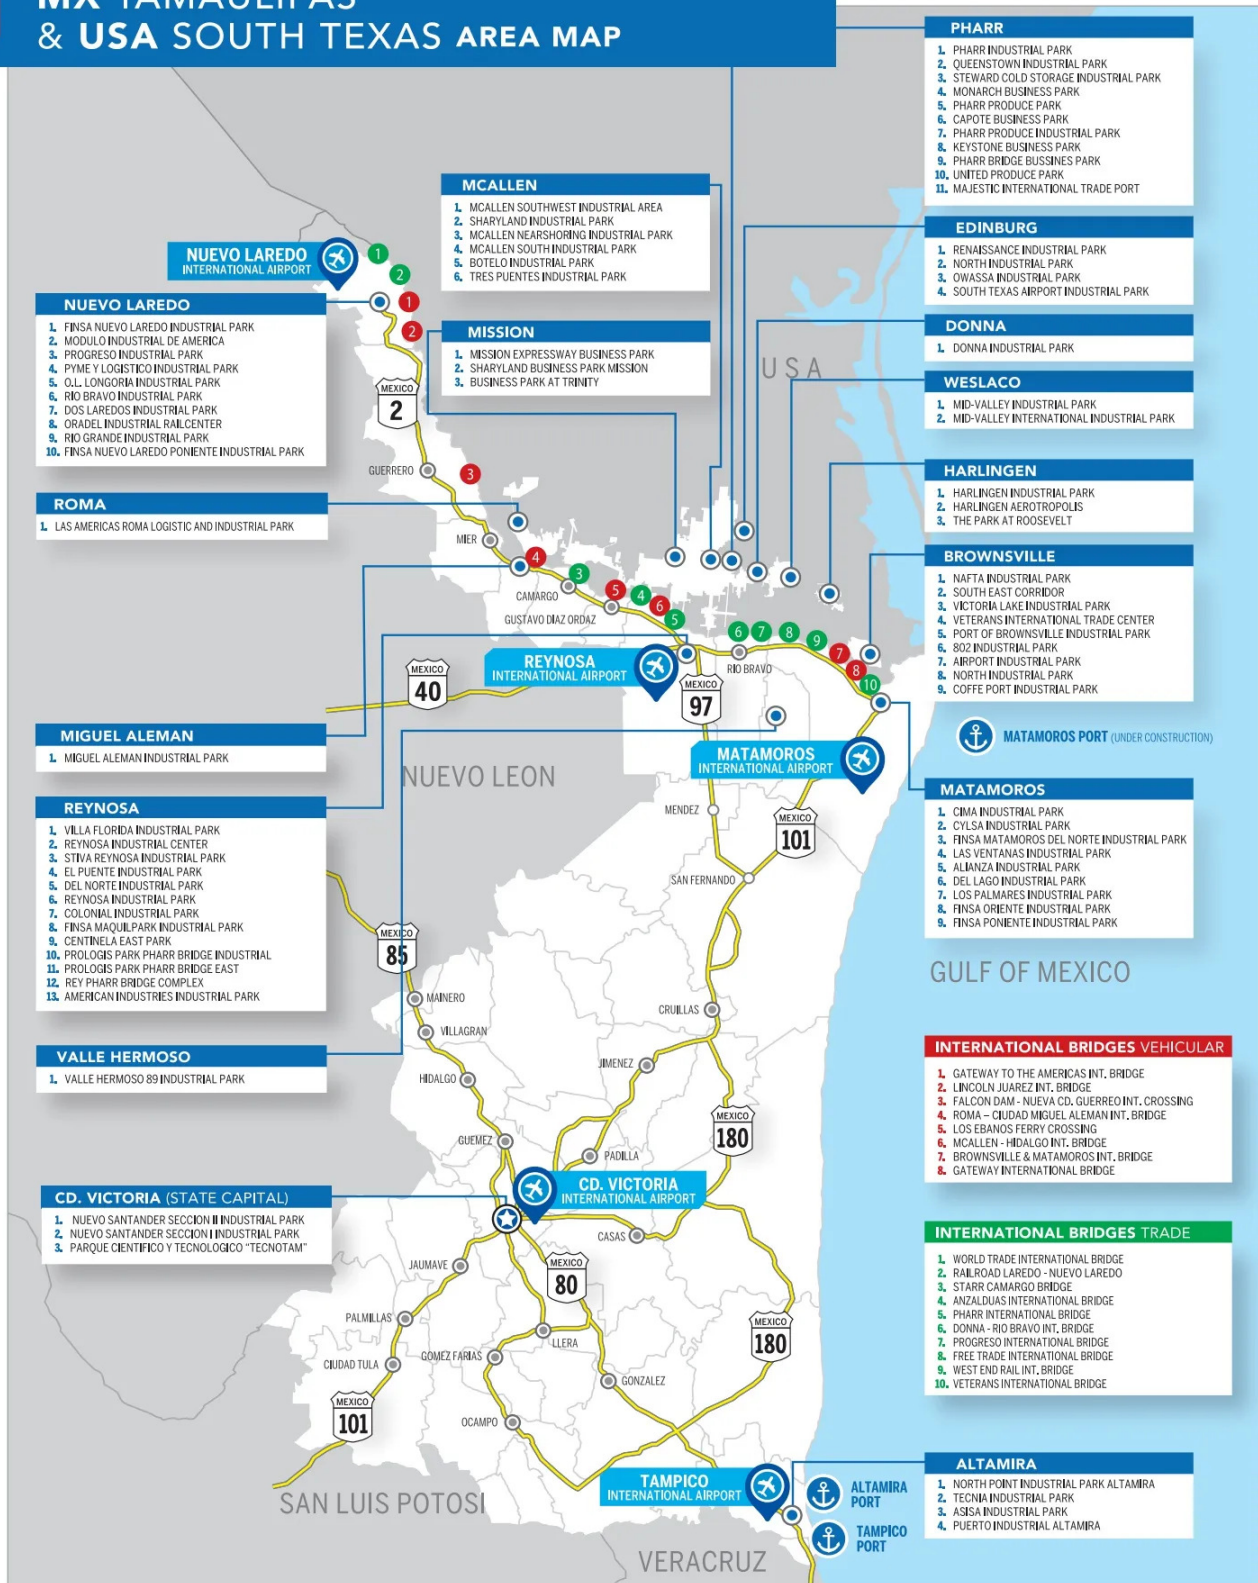 MX TAMAULIPAS
& USA SOUTH TEXAS AREA MAP
PHARR
1. PHARR INDUSTRIAL PARK
2. QUEENSTOWN INDUSTRIAL PARK
3. STEWARD COLD STORAGE INDUSTRIAL PARK
4. MONARCH BUSINESS PARK
5. PHARR PRODUCE PARK
6. CAPOTE BUSINESS PARK
7. PHARR PRODUCE INDUSTRIAL PARK
8. KEYSTONE BUSINESS PARK
9. PHARR BRIDGE BUSSINES PARK
10. UNITED PRODUCE PARK
11. MAJESTIC INTERNATIONAL TRADE PORT
MCALLEN
1. MCALLEN SOUTHWEST INDUSTRIAL AREA
2. SHARYLAND INDUSTRIAL PARK
3. MCALLEN NEARSHORING INDUSTRIAL PARK
4. MCALLEN SOUTH INDUSTRIAL PARK
5. BOTELO INDUSTRIAL PARK
6. TRES PUENTES INDUSTRIAL PARK
EDINBURG
1. RENAISSANCE INDUSTRIAL PARK
2. NORTH INDUSTRIAL PARK
3. OWASSA INDUSTRIAL PARK
4. SOUTH TEXAS AIRPORT INDUSTRIAL PARK
NUEVO LAREDO
INTERNATIONAL AIRPORT
1
2
1
2
NUEVO LAREDO
1. FINSA NUEVO LAREDO INDUSTRIAL PARK
2. MODULO INDUSTRIAL DE AMERICA
3. PROGRESO INDUSTRIAL PARK
4. PYME Y LOGISTICO INDUSTRIAL PARK
5. O.L. LONGORIA INDUSTRIAL PARK
6. RÍO BRAVO INDUSTRIAL PARK
7. DOS LAREDOS INDUSTRIAL PARK
8. ORADEL INDUSTRIAL RAILCENTER
9. RIO GRANDE INDUSTRIAL PARK
10. FINSA NUEVO LAREDO PONIENTE INDUSTRIAL PARK
MISSION
1. MISSION EXPRESSWAY BUSINESS PARK
2. SHARYLAND BUSINESS PARK MISSION
3. BUSINESS PARK AT TRINITY
USA
DONNA
1. DONNA INDUSTRIAL PARK
WESLACO
1. MID-VALLEY INDUSTRIAL PARK
2. MID-VALLEY INTERNATIONAL INDUSTRIAL PARK
MEXICO
2
GUERRERO
3
HARLINGEN
1. HARLINGEN INDUSTRIAL PARK
2. HARLINGEN AEROTROPOLIS
3. THE PARK AT ROOSEVELT
ROMA
1. LAS AMERICAS ROMA LOGISTIC AND INDUSTRIAL PARK
MIER
4
3
CAMARGO
5
4
6
5
GUSTAVO DIAZ ORDAZ
6
7
8
9
7
8
10
RIO BRAVO
BROWNSVILLE
1. NAFTA INDUSTRIAL PARK
2. SOUTH EAST CORRIDOR
3. VICTORIA LAKE INDUSTRIAL PARK
4. VETERANS INTERNATIONAL TRADE CENTER
5. PORT OF BROWNSVILLE INDUSTRIAL PARK
6. 802 INDUSTRIAL PARK
7. AIRPORT INDUSTRIAL PARK
8. NORTH INDUSTRIAL PARK
9. COFFE PORT INDUSTRIAL PARK
REYNOSA
INTERNATIONAL AIRPORT
MEXICO
40
MEXICO
97
MATAMOROS PORT (UNDER CONSTRUCTION)
MIGUEL ALEMAN
1. MIGUEL ALEMAN INDUSTRIAL PARK
NUEVO LEON
MATAMOROS
INTERNATIONAL AIRPORT
MATAMOROS
1. CIMA INDUSTRIAL PARK
2. CYLSA INDUSTRIAL PARK
3. FINSA MATAMOROS DEL NORTE INDUSTRIAL PARK
4. LAS VENTANAS INDUSTRIAL PARK
5. ALIANZA INDUSTRIAL PARK
6. DEL LAGO INDUSTRIAL PARK
7. LOS PALMARES INDUSTRIAL PARK
8. FINSA ORIENTE INDUSTRIAL PARK
9. FINSA PONIENTE INDUSTRIAL PARK
REYNOSA
1. VILLA FLORIDA INDUSTRIAL PARK
2. REYNOSA INDUSTRIAL CENTER
3. STIVA REYNOSA INDUSTRIAL PARK
4. EL PUENTE INDUSTRIAL PARK
5. DEL NORTE INDUSTRIAL PARK
6. REYNOSA INDUSTRIAL PARK
7. COLONIAL INDUSTRIAL PARK
8. FINSA MAQUILPARK INDUSTRIAL PARK
9. CENTINELA EAST PARK
10. PROLOGIS PARK PHARR BRIDGE INDUSTRIAL
11. PROLOGIS PARK PHARR BRIDGE EAST
12. REY PHARR BRIDGE COMPLEX
13. AMERICAN INDUSTRIES INDUSTRIAL PARK
MENDEZ
MEXICO
101
SAN FERNANDO
MEXICO
85
GULF OF MEXICO
MAINERO
VILLAGRAN
CRUILLAS
VALLE HERMOSO
1. VALLE HERMOSO 89 INDUSTRIAL PARK
HIDALGO
JIMENEZ
INTERNATIONAL BRIDGES VEHICULAR
1. GATEWAY TO THE AMERICAS INT. BRIDGE
2. LINCOLN JUAREZ INT. BRIDGE
3. FALCON DAM - NUEVA CD. GUERREO INT. CROSSING
4. ROMA – CIUDAD MIGUEL ALEMAN INT. BRIDGE
5. LOS EBANOS FERRY CROSSING
6. MCALLEN - HIDALGO INT. BRIDGE
7. BROWNSVILLE & MATAMOROS INT. BRIDGE
8. GATEWAY INTERNATIONAL BRIDGE
MEXICO
180
GUEMEZ
PADILLA
CD. VICTORIA
INTERNATIONAL AIRPORT
CD. VICTORIA (STATE CAPITAL)
1. NUEVO SANTANDER SECCION II INDUSTRIAL PARK
2. NUEVO SANTANDER SECCION I INDUSTRIAL PARK
3. PARQUE CIENTIFICO Y TECNOLOGICO “TECNOTAM”
CASAS
JAUMAVE
MEXICO
80
INTERNATIONAL BRIDGES TRADE
1. WORLD TRADE INTERNATIONAL BRIDGE
2. RAILROAD LAREDO - NUEVO LAREDO
3. STARR CAMARGO BRIDGE
4. ANZALDUAS INTERNATIONAL BRIDGE
5. PHARR INTERNATIONAL BRIDGE
6. DONNA - RIO BRAVO INT. BRIDGE
7. PROGRESO INTERNATIONAL BRIDGE
8. FREE TRADE INTERNATIONAL BRIDGE
9. WEST END RAIL INT. BRIDGE
10. VETERANS INTERNATIONAL BRIDGE
PALMILLAS
LLERA
MEXICO
180
CIUDAD TULA
GOMEZ FARIAS
GONZALEZ
MEXICO
101
OCAMPO
SAN LUIS POTOSI
TAMPICO
INTERNATIONAL AIRPORT
ALTAMIRA
PORT
TAMPICO
PORT
ALTAMIRA
1. NORTH POINT INDUSTRIAL PARK ALTAMIRA
2. TECNIA INDUSTRIAL PARK
3. ASISA INDUSTRIAL PARK
4. PUERTO INDUSTRIAL ALTAMIRA
VERACRUZ